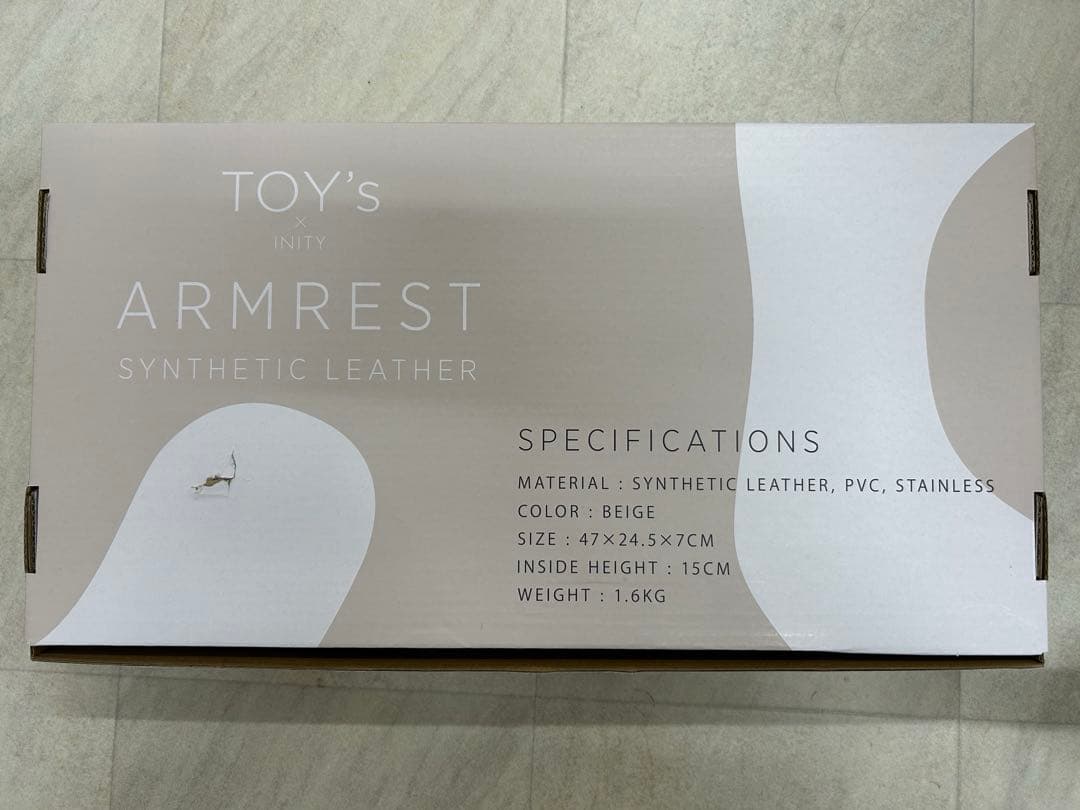 TOY's
×
INITY
ARMREST
SYNTHETIC LEATHER
SPECIFICATIONS
MATERIAL : SYNTHETIC LEATHER, PVC, STAINLESS
COLOR : BEIGE
SIZE : 47×24.5×7CM
INSIDE HEIGHT : 15CM
WEIGHT : 1.6KG